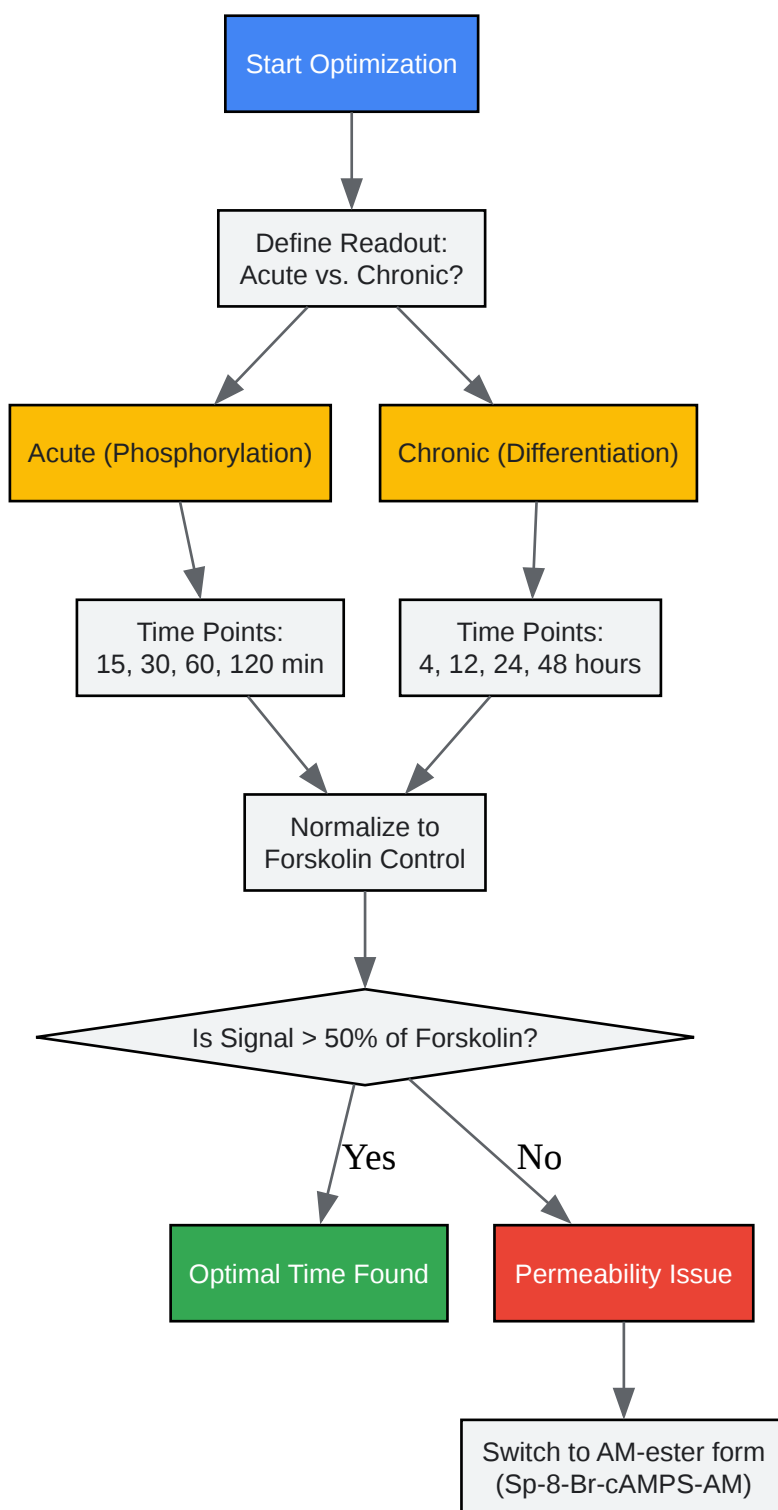 Start Optimization
Define Readout:
Acute vs. Chronic?
Acute (Phosphorylation)
Chronic (Differentiation)
Time Points:
15, 30, 60, 120 min
Time Points:
4, 12, 24, 48 hours
Normalize to
Forskolin Control
Is Signal > 50% of Forskolin?
Yes
No
Optimal Time Found
Permeability Issue
Switch to AM-ester form
(Sp-8-Br-cAMPS-AM)